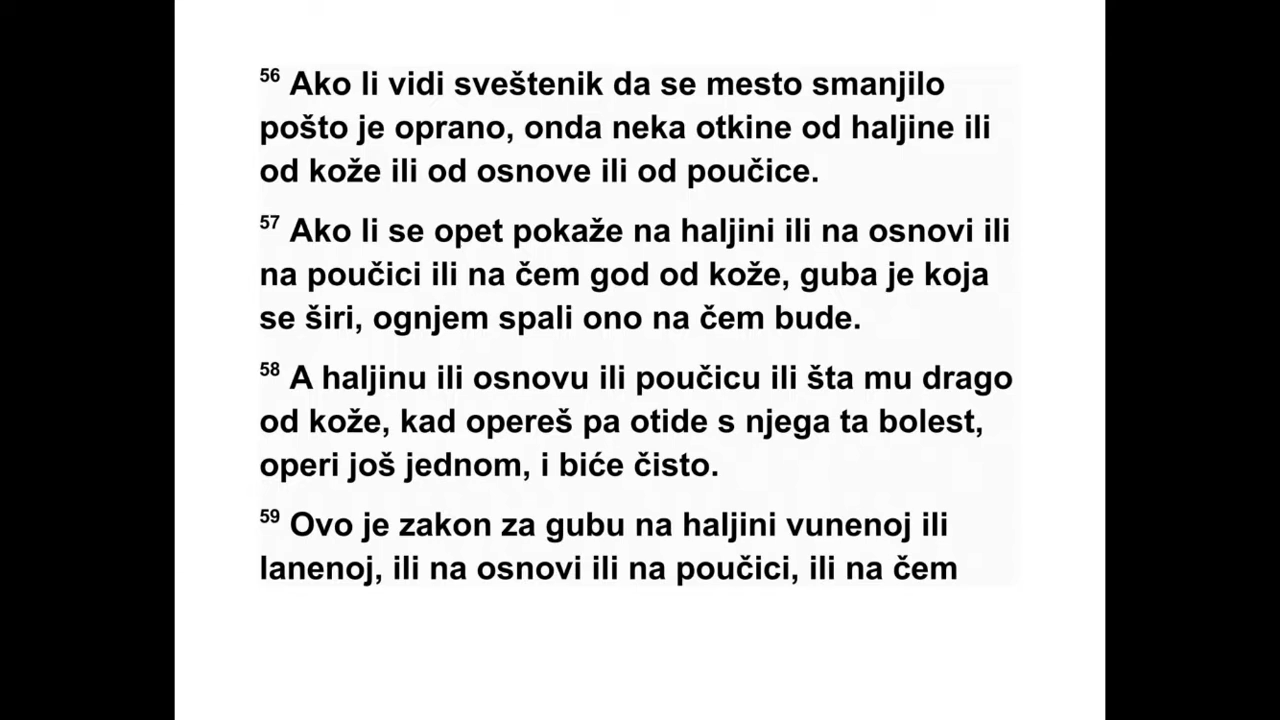 56 Ako li vidi sveštenik da se mesto smanjilo
pošto je oprano, onda neka otkine od haljine ili
od kože ili od osnove ili od poučice.
57 Ako li se opet pokaže na haljini ili na osnovi ili
na poučici ili na čem god od kože, guba je koja
se širi, ognjem spali ono na čem bude.
58 A haljinu ili osnovu ili poučicu ili šta mu drago
od kože, kad opereš pa otide s njega ta bolest,
operi još jednom, i biće čisto.
59 Ovo je zakon za gubu na haljini vunenoj ili
lanenoj, ili na osnovi ili na poučici, ili na čem